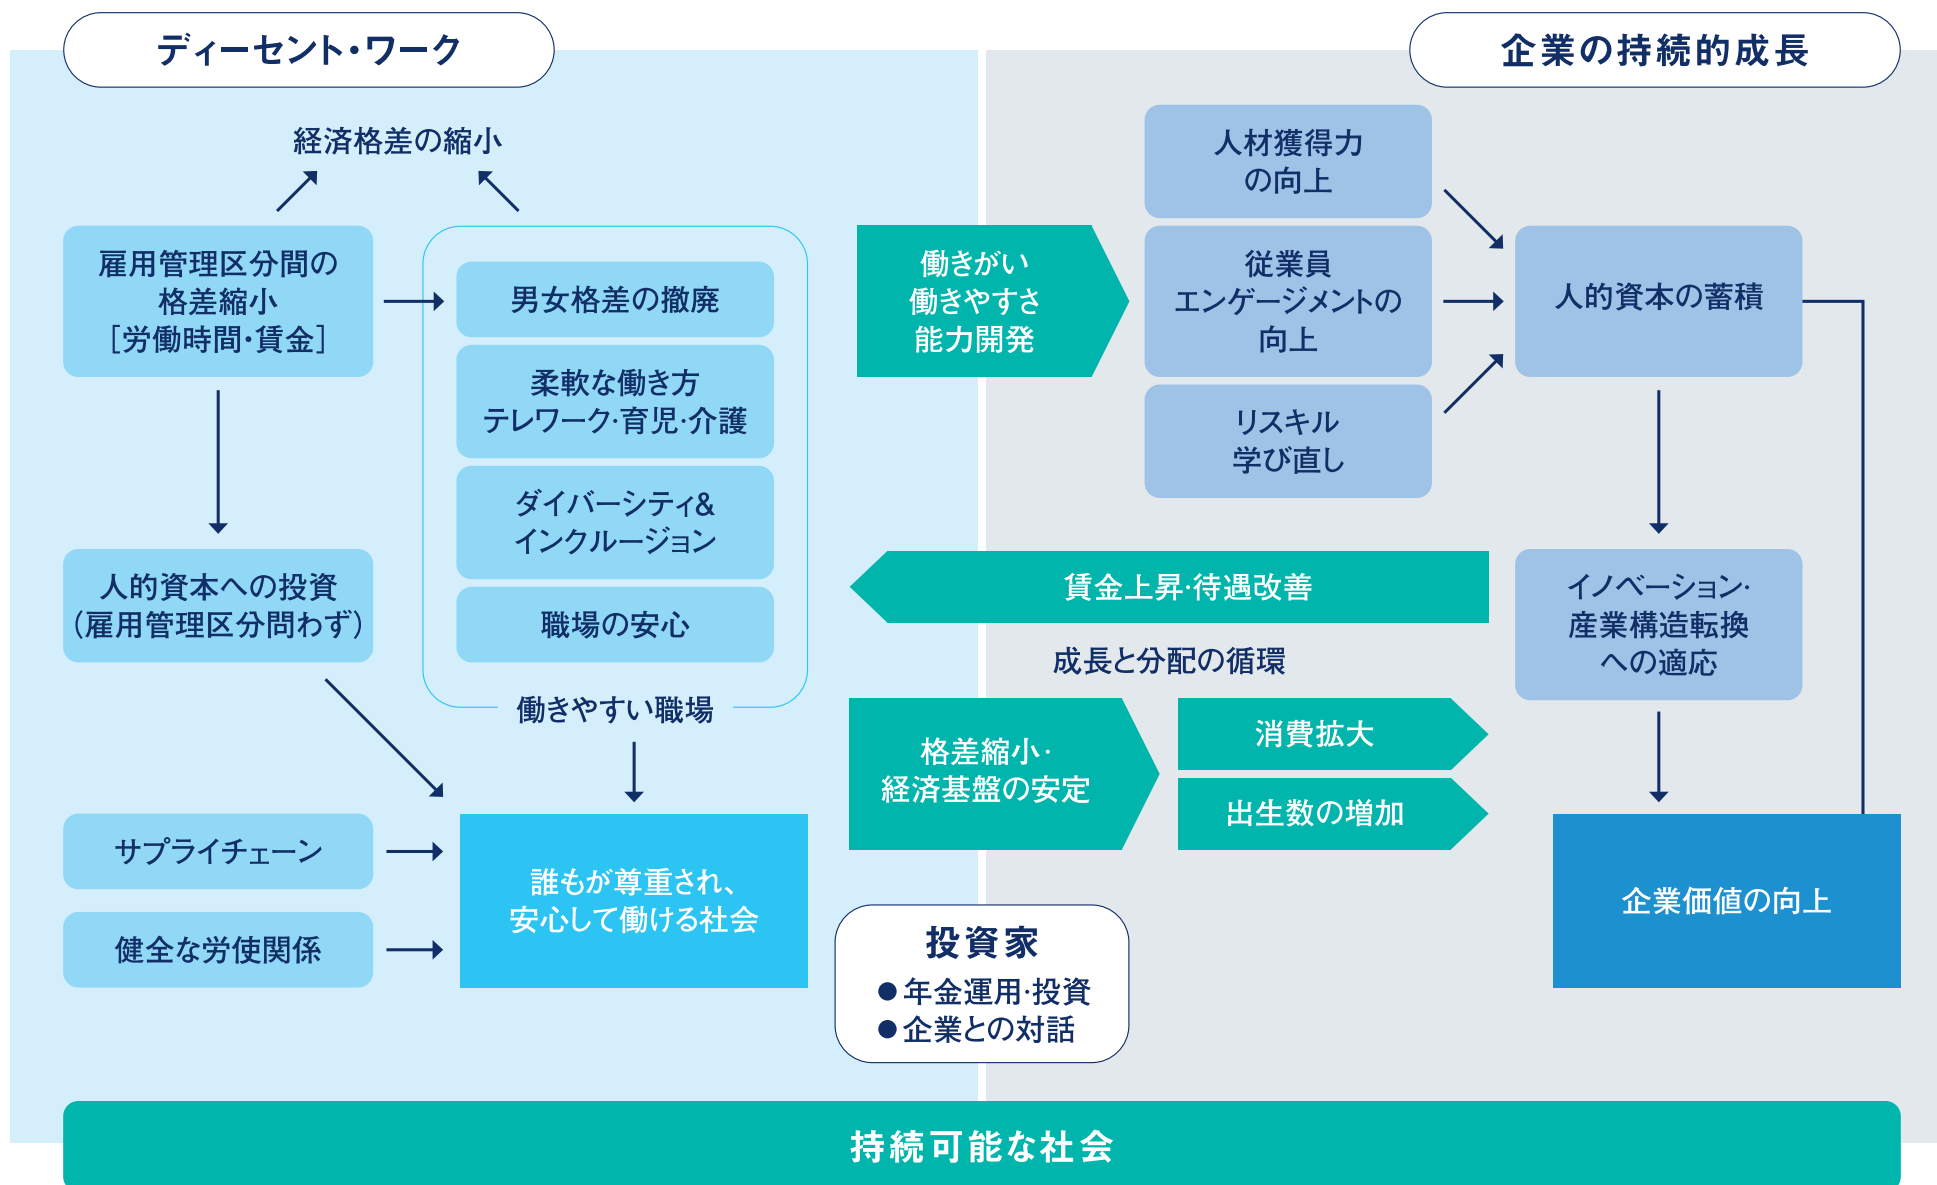 ディーセント・ワーク
経済格差の縮小
雇用管理区分間の
格差縮小
［労働時間・賃金］
男女格差の撤廃
柔軟な働き方
テレワーク・育児・介護
ダイバーシティ&
インクルージョン
職場の安心
働きやすい職場
人的資本への投資
（雇用管理区分問わず）
サプライチェーン
健全な労使関係
誰もが尊重され、
安心して働ける社会
働きがい
働きやすさ
能力開発
賃金上昇・待遇改善
成長と分配の循環
格差縮小・
経済基盤の安定
消費拡大
出生数の増加
投資家
●年金運用・投資
●企業との対話
企業の持続的成長
人材獲得力
の向上
従業員
エンゲージメントの
向上
リスキル
学び直し
人的資本の蓄積
イノベーション・
産業構造転換
への適応
企業価値の向上
持続可能な社会